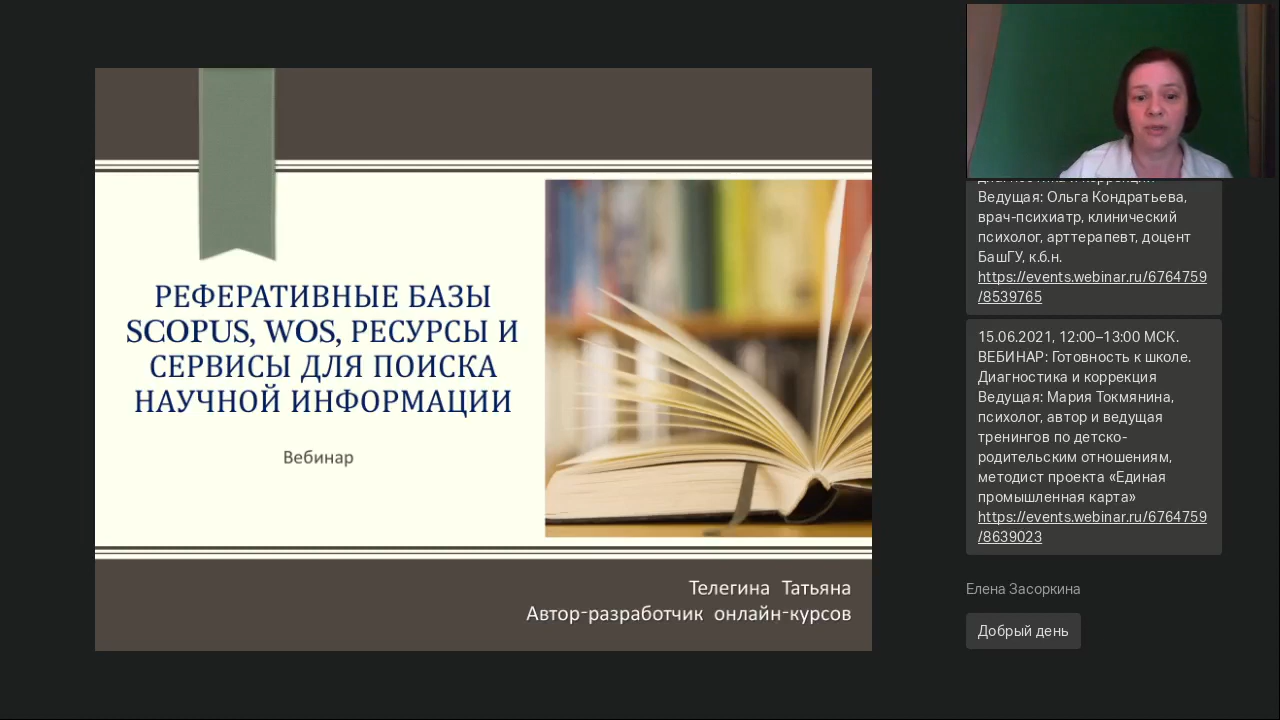 РЕФЕРАТИВНЫЕ БАЗЫ
SCOPUS, WOS, РЕСУРСЫ И
СЕРВИСЫ ДЛЯ ПОИСКА
НАУЧНОЙ ИНФОРМАЦИИ
Вебинар
Телегина Татьяна
Автор-разработчик онлайн-курсов
Диагностика и коррекция
Ведущая: Ольга Кондратьева,
врач-психиатр, клинический
психолог, арттерапевт, доцент
БашГУ, к.б.н.
https://events.webinar.ru/6764759
/8539765
15.06.2021, 12:00–13:00 МСК.
ВЕБИНАР: Готовность к школе.
Диагностика и коррекция
Ведущая: Мария Токмянина,
психолог, автор и ведущая
тренингов по детско-
родительским отношениям,
методист проекта «Единая
промышленная карта»
https://events.webinar.ru/6764759
/8639023
Елена Засоркина
Добрый день